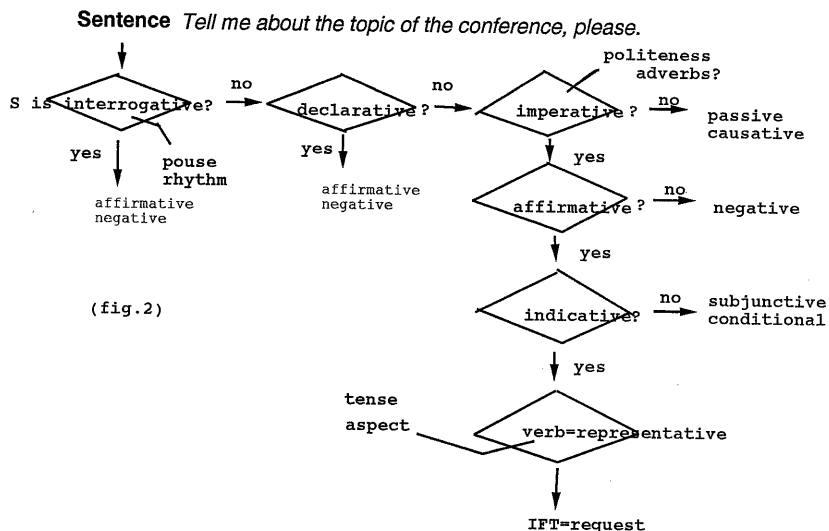 Sentence Tell me about the topic of the conference, please.
politeness
adverbs?
S is interrogative?
no
declarative ?
no
imperative ?
no
passive
causative
yes
pouse
rhythm
yes
yes
affirmative
negative
affirmative
negative
affirmative ?
no
negative
yes
(fig.2)
indicative?
no
subjunctive
conditional
yes
tense
aspect
verb=representative
IFT=request